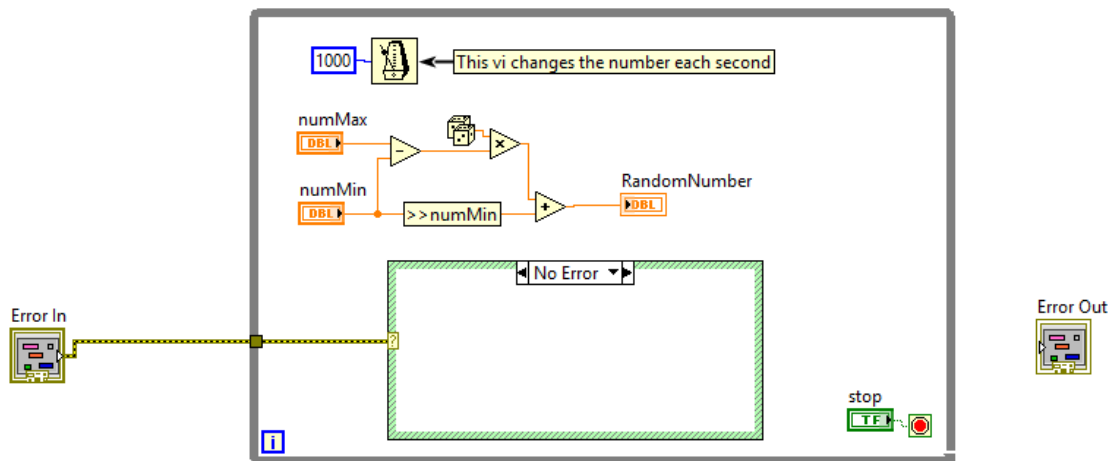 1000
This vi changes the number each second
numMax
DBL
numMin
DBL
>>numMin
RandomNumber
DBL
No Error
Error In
?
Error Out
stop
TF
i